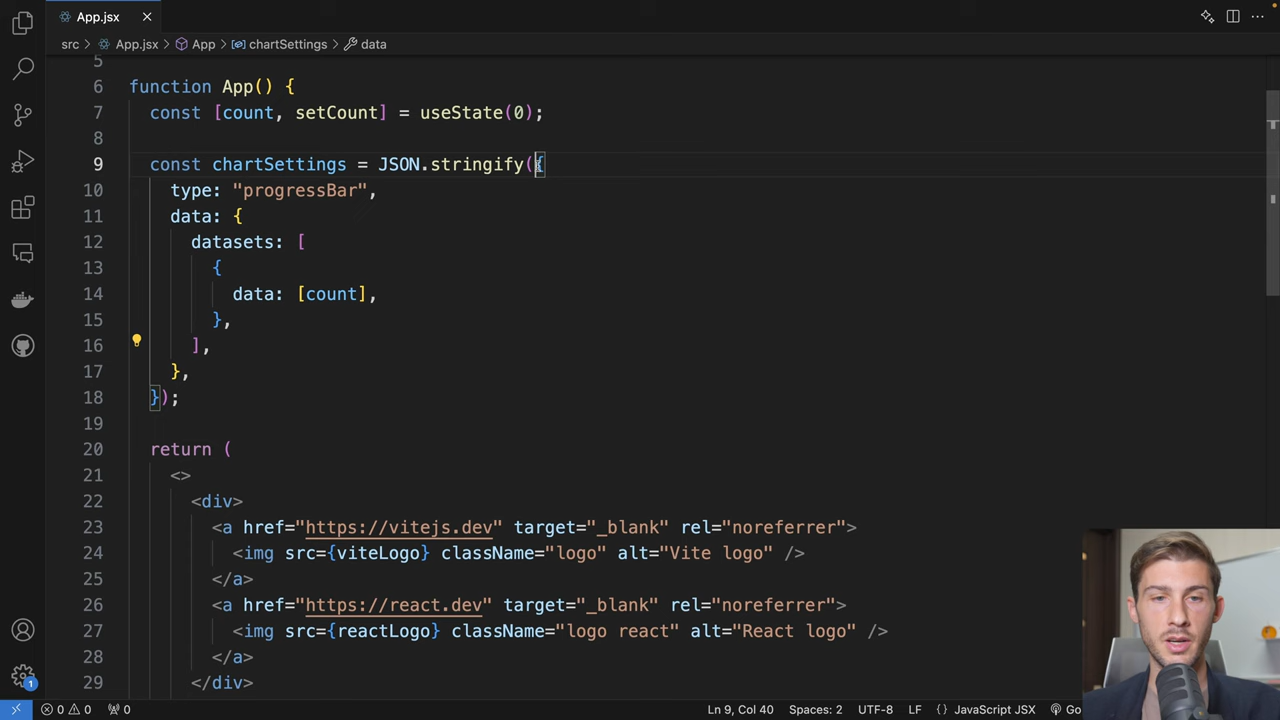 App.jsx
src > App.jsx > App > chartSettings > data
5
6 function App() {
7 const [count, setCount] = useState(0);
8
9 const chartSettings = JSON.stringify({
10 type: "progressBar",
11 data: {
12 datasets: [
13 {
14 data: [count],
15 },
16 ],
17 },
18 });
19
20 return (
21 <>
22 <div>
23 <a href="https://vitejs.dev" target="_blank" rel="noreferrer">
24 <img src={viteLogo} className="logo" alt="Vite logo" />
25 </a>
26 <a href="https://react.dev" target="_blank" rel="noreferrer">
27 <img src={reactLogo} className="logo react" alt="React logo" />
28 </a>
29 </div>
1
0 0 0 Ln 9, Col 40 Spaces: 2 UTF-8 LF {} JavaScript JSX Go